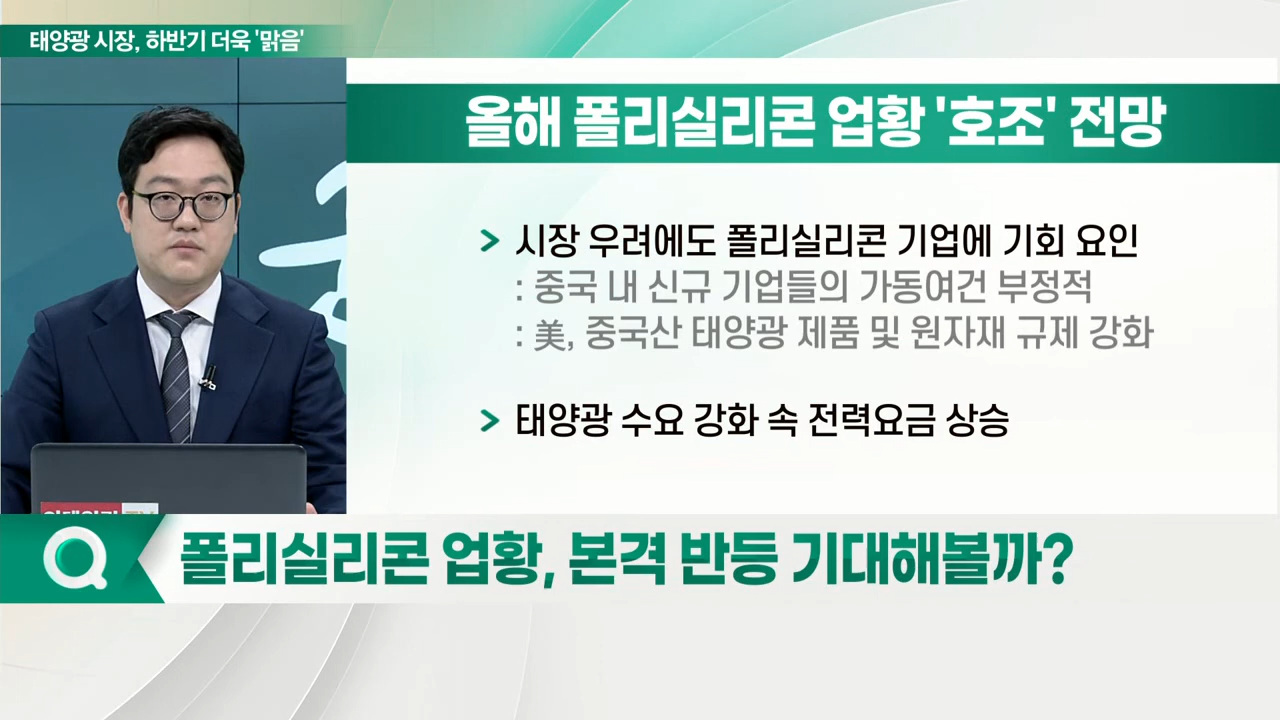 태양광 시장, 하반기 더욱 '맑음'
올해 폴리실리콘 업황 '호조' 전망
> 시장 우려에도 폴리실리콘 기업에 기회 요인
: 중국 내 신규 기업들의 가동여건 부정적
: 美, 중국산 태양광 제품 및 원자재 규제 강화
> 태양광 수요 강화 속 전력요금 상승
Q 폴리실리콘 업황, 본격 반등 기대해볼까?